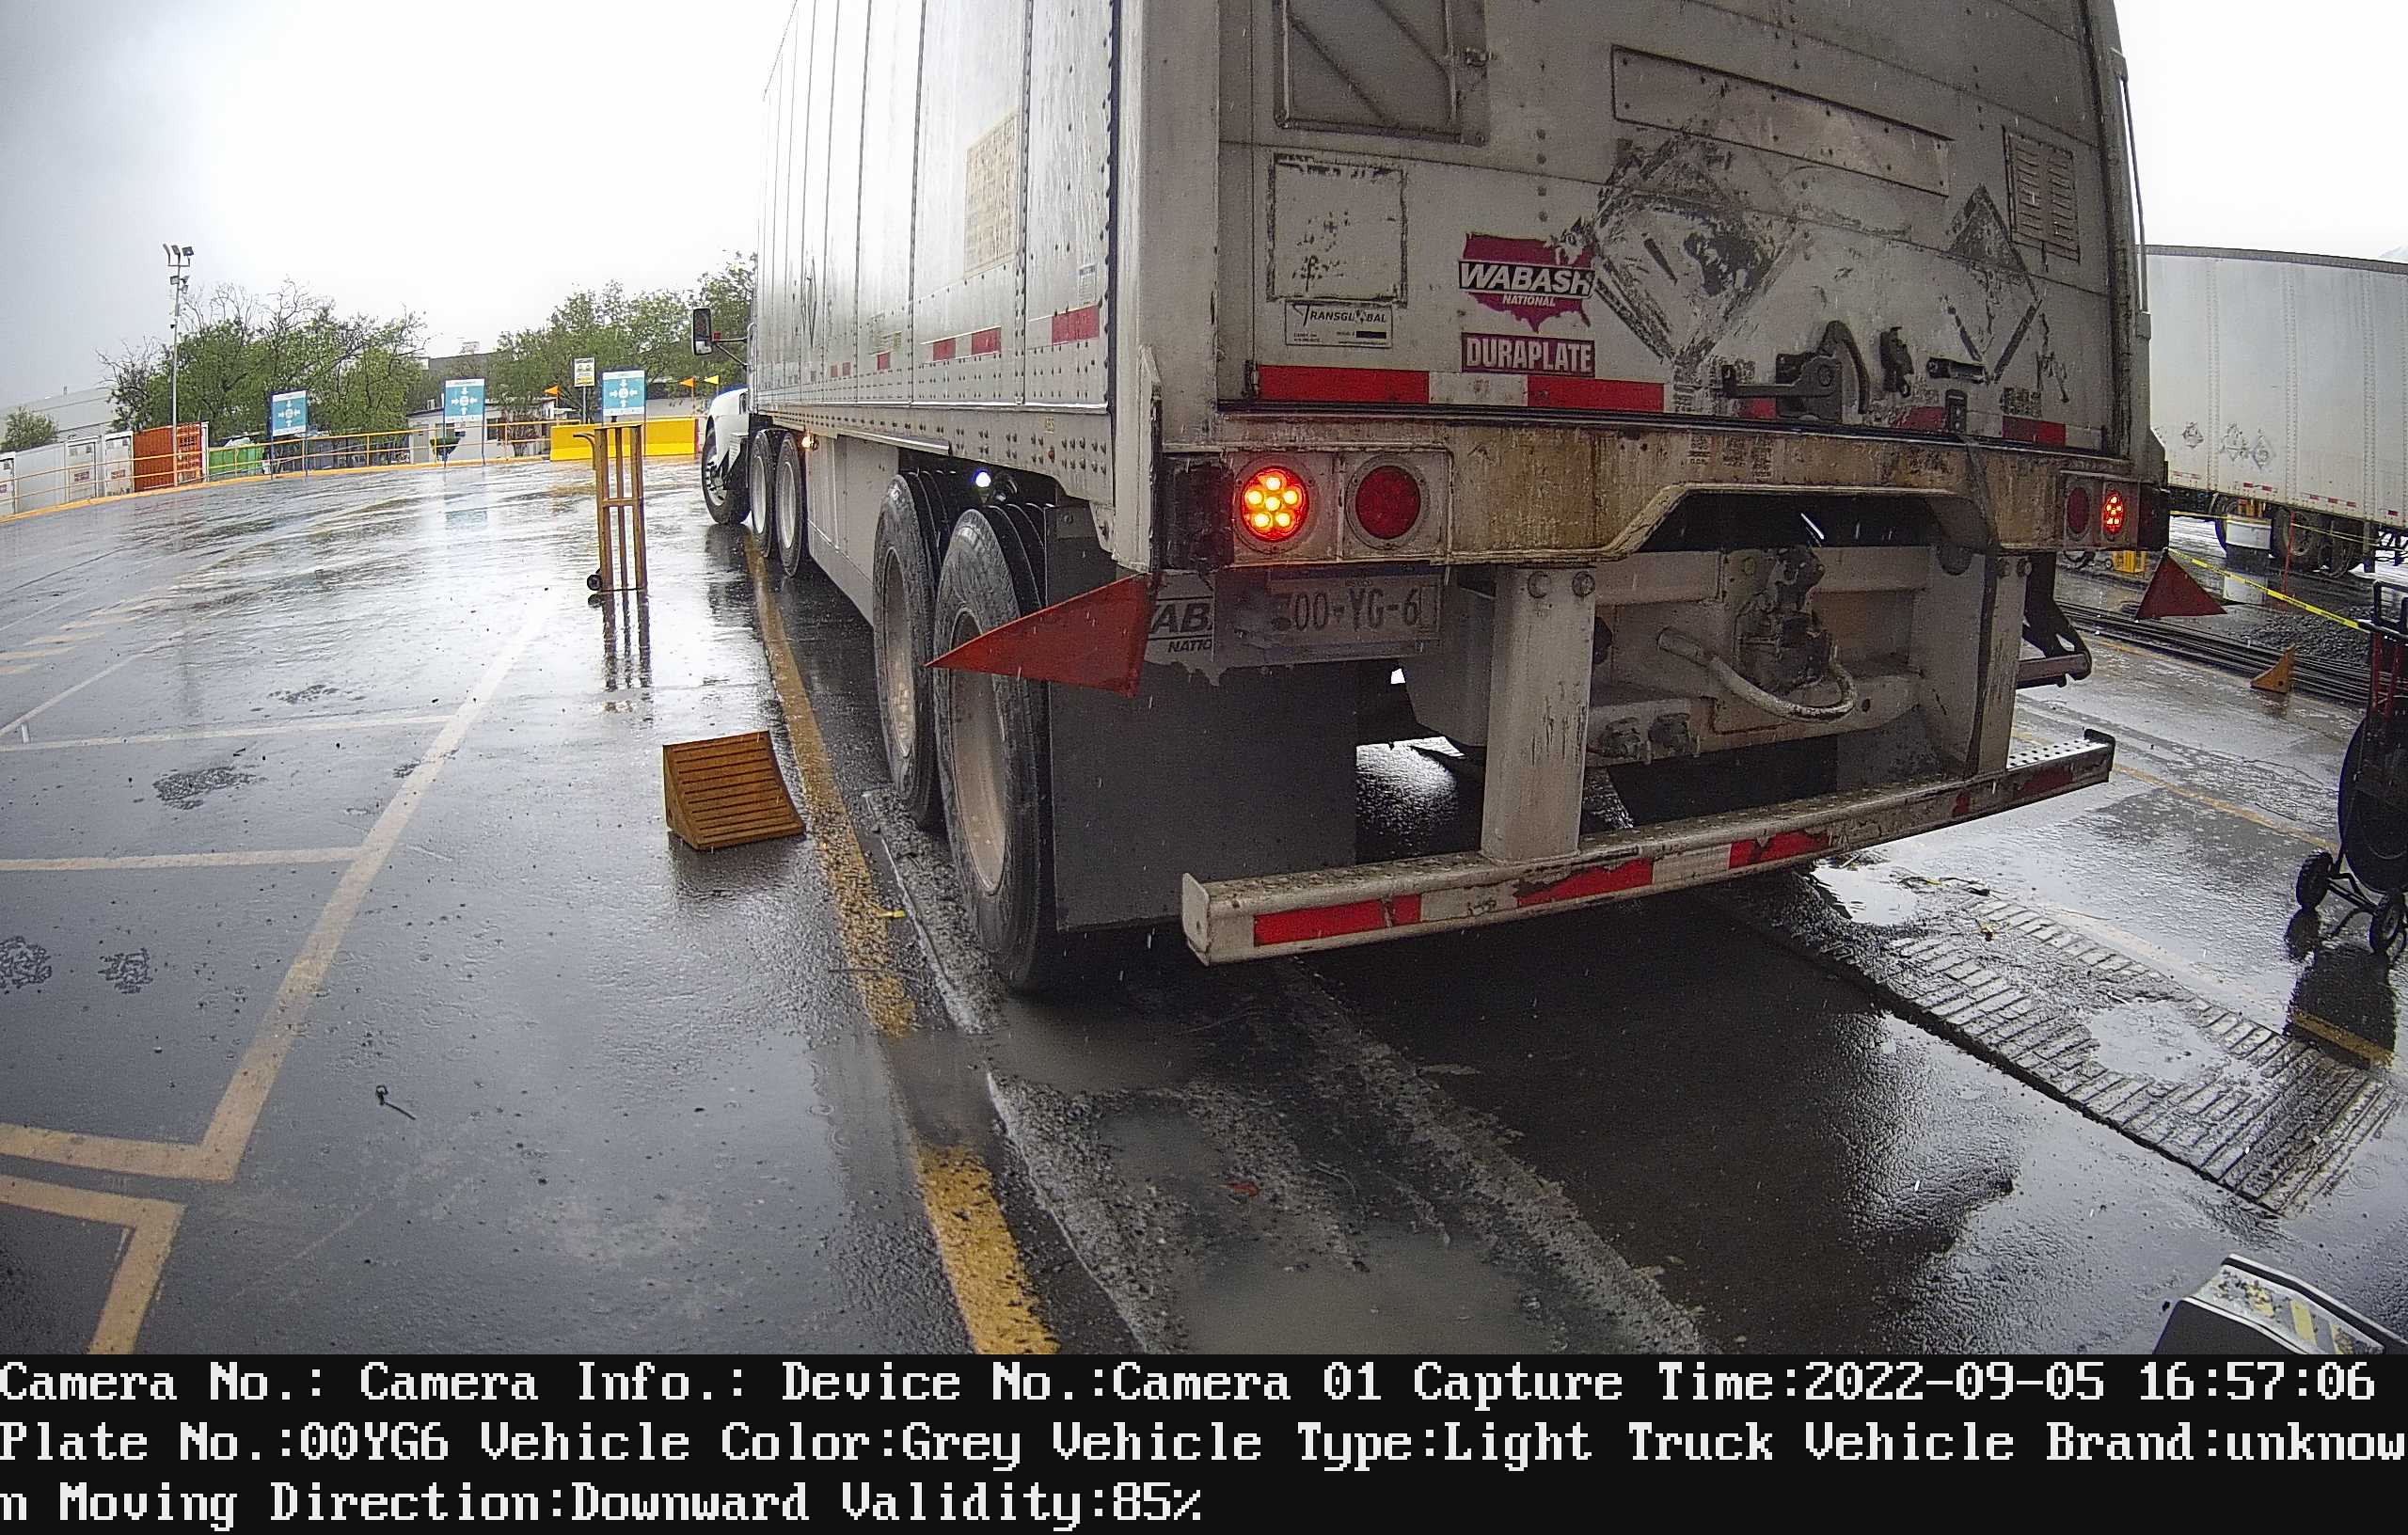 WABASH
NATIONAL
TRANSGLOBAL
DURAPLATE
WAB
NATIO
00-YG-6
Camera No.: Camera Info.: Device No.:Camera 01 Capture Time:2022-09-05 16:57:06
Plate No.:00YG6 Vehicle Color:Grey Vehicle Type:Light Truck Vehicle Brand:unknow
n Moving Direction:Downward Validity:85%